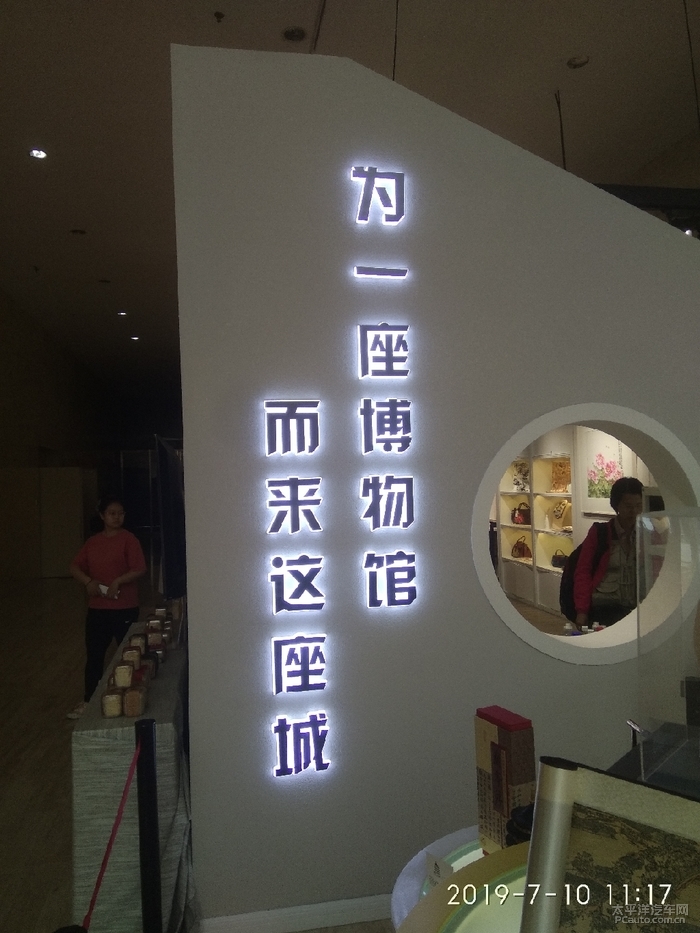 为一座博物馆
而来这座城
2019-7-10 11:17
太平洋汽车网
PCauto.com.cn